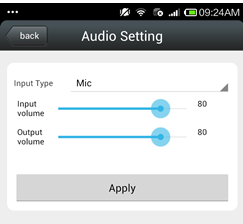 09:24AM
back
Audio Setting
Input Type Mic
Input volume 80
Output volume 80
Apply